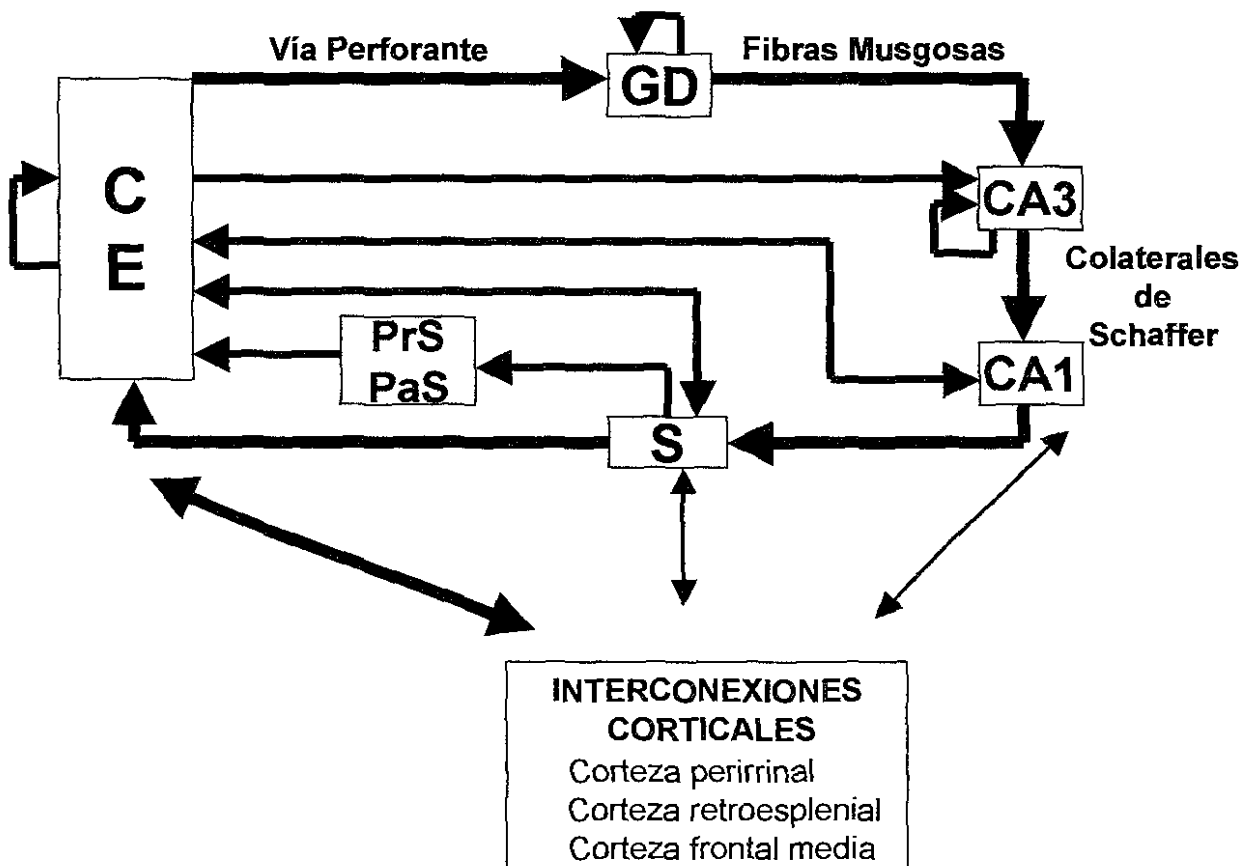 Vía Perforante
GD
Fibras Musgosas
C
E
CA3
Colaterales
de
Schaffer
PrS
PaS
CA1
S
INTERCONEXIONES
CORTICALES
Corteza perirrinal
Corteza retroesplenial
Corteza frontal media